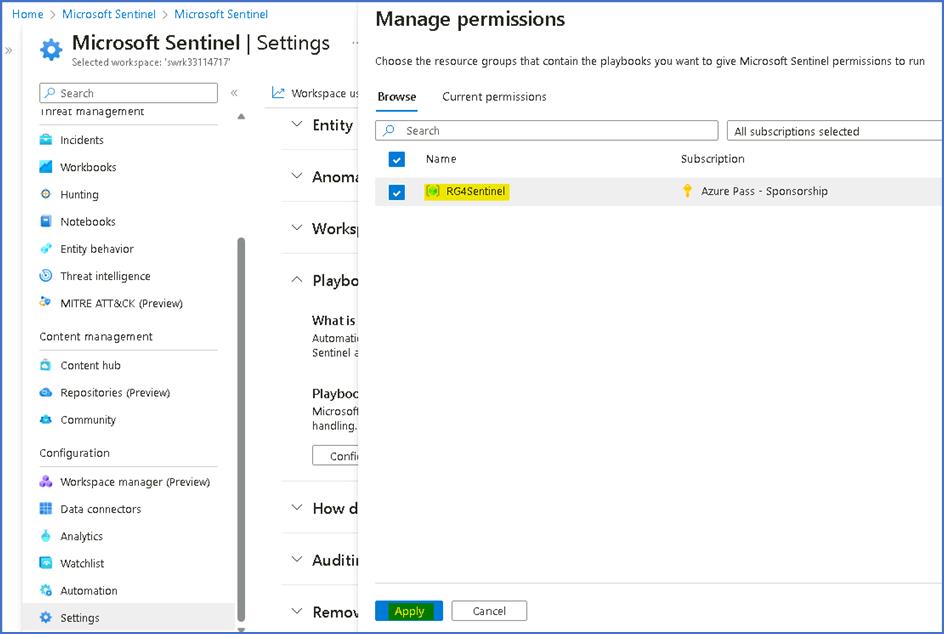 Home > Microsoft Sentinel > Microsoft Sentinel
Microsoft Sentinel | Settings ...
Selected workspace: 'swrk33114717'
Search
«
»
Threat management
Incidents
Workbooks
Hunting
Notebooks
Entity behavior
Threat intelligence
MITRE ATT&CK (Preview)
Content management
Content hub
Repositories (Preview)
Community
Configuration
Workspace manager (Preview)
Data connectors
Analytics
Watchlist
Automation
Settings
Workspace us
Entity
Anoma
Worksp
Playbo
What is
Automatic
Sentinel a
Playboo
Microsoft
handling.
Confi
How d
Auditin
Remov
Manage permissions
Choose the resource groups that contain the playbooks you want to give Microsoft Sentinel permissions to run
Browse Current permissions
Search All subscriptions selected
Name Subscription
RG4Sentinel Azure Pass - Sponsorship
Apply Cancel